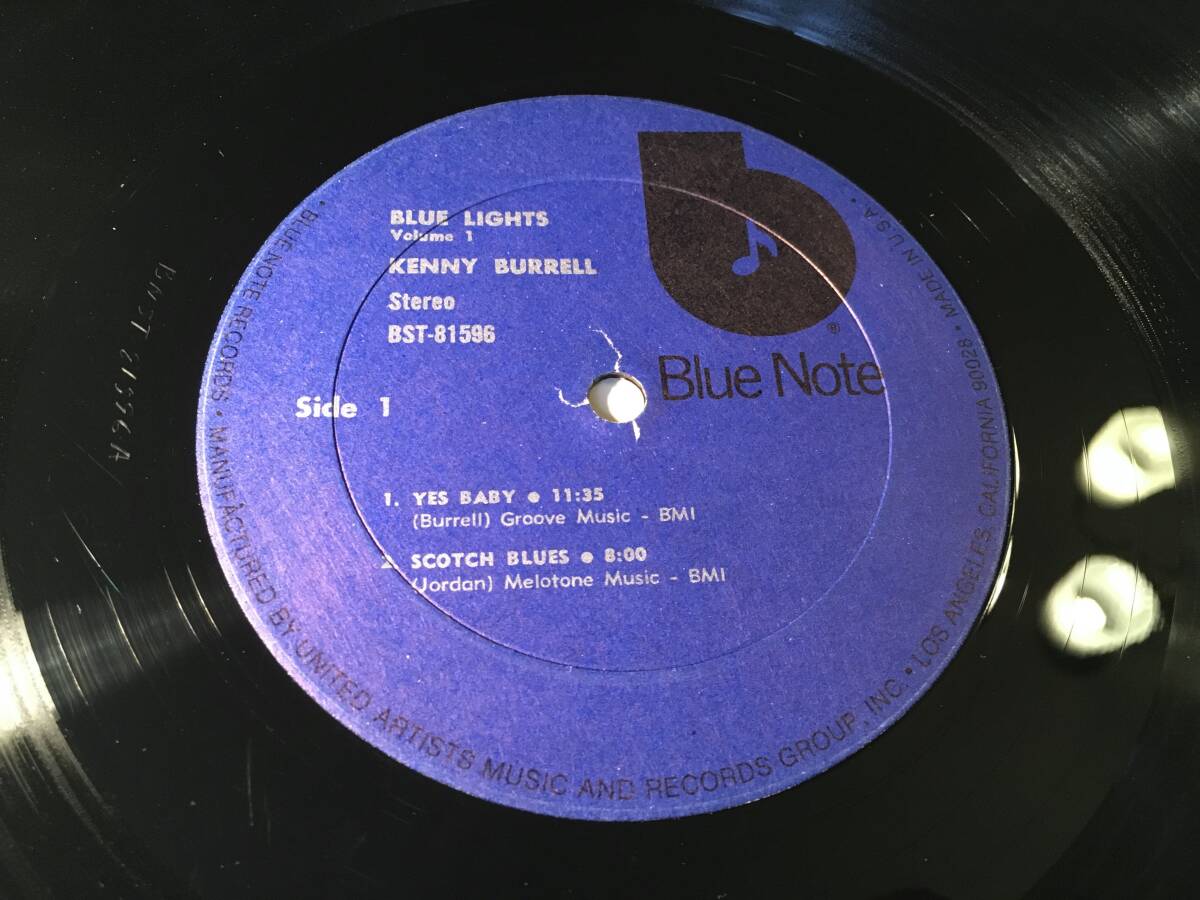 BLUE LIGHTS
Volume 1
KENNY BURRELL
Stereo
BST-81596
Side 1
b
®
Blue Note
1. YES BABY • 11:35
(Burrell) Groove Music - BMI
2. SCOTCH BLUES • 8:00
(Jordan) Melotone Music - BMI
• BLUE NOTE RECORDS • MANUFACTURED BY UNITED ARTISTS MUSIC AND RECORDS GROUP, INC. • LOS ANGELES, CALIFORNIA 90028 • MADE IN U.S.A. •
BNST 81596A